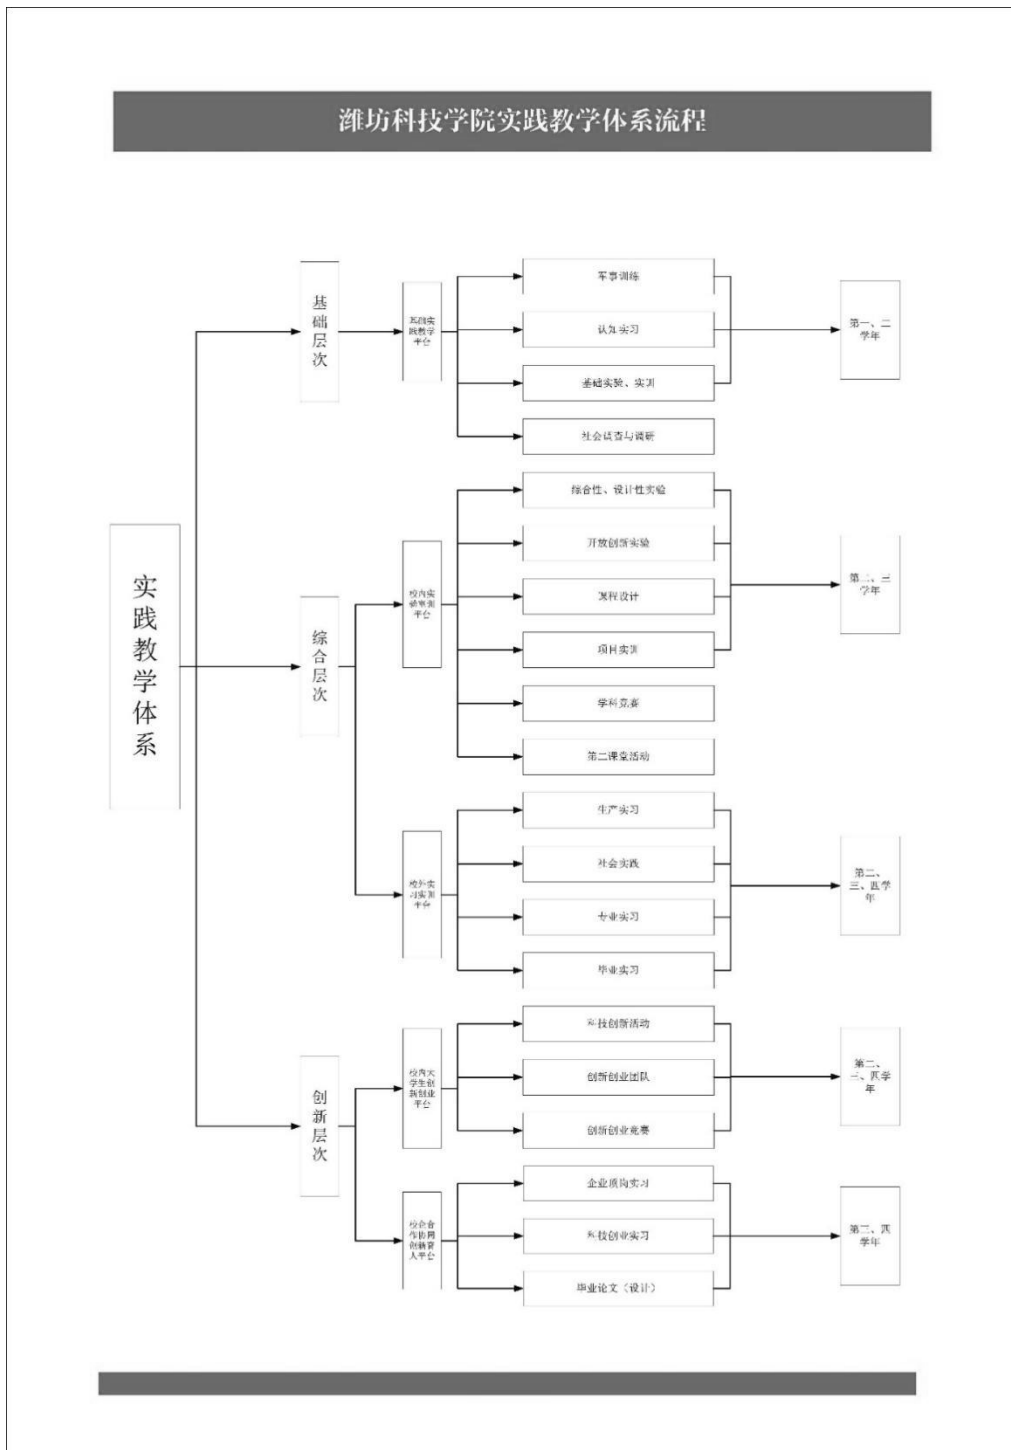 潍坊科技学院实践教学体系流程
实践教学体系
基础层次
基础实
践教学
平台
军事训练
认知实习
基础实验、实训
社会调查与调研
第一、二
学年
综合层次
校内实
验实训
平台
综合性、设计性实验
开放创新实验
课程设计
项目实训
学科竞赛
第二课堂活动
第二、三
学年
校外实
习实训
平台
生产实习
社会实践
专业实习
毕业实习
第二、
三、四学
年
创新层次
校内大
学生创
新创业
平台
科技创新活动
创新创业团队
创新创业竞赛
第二、
三、四学
年
校企合
作协同
创新育
人平台
企业顶岗实习
科技创业实习
毕业论文（设计）
第三、四
学年